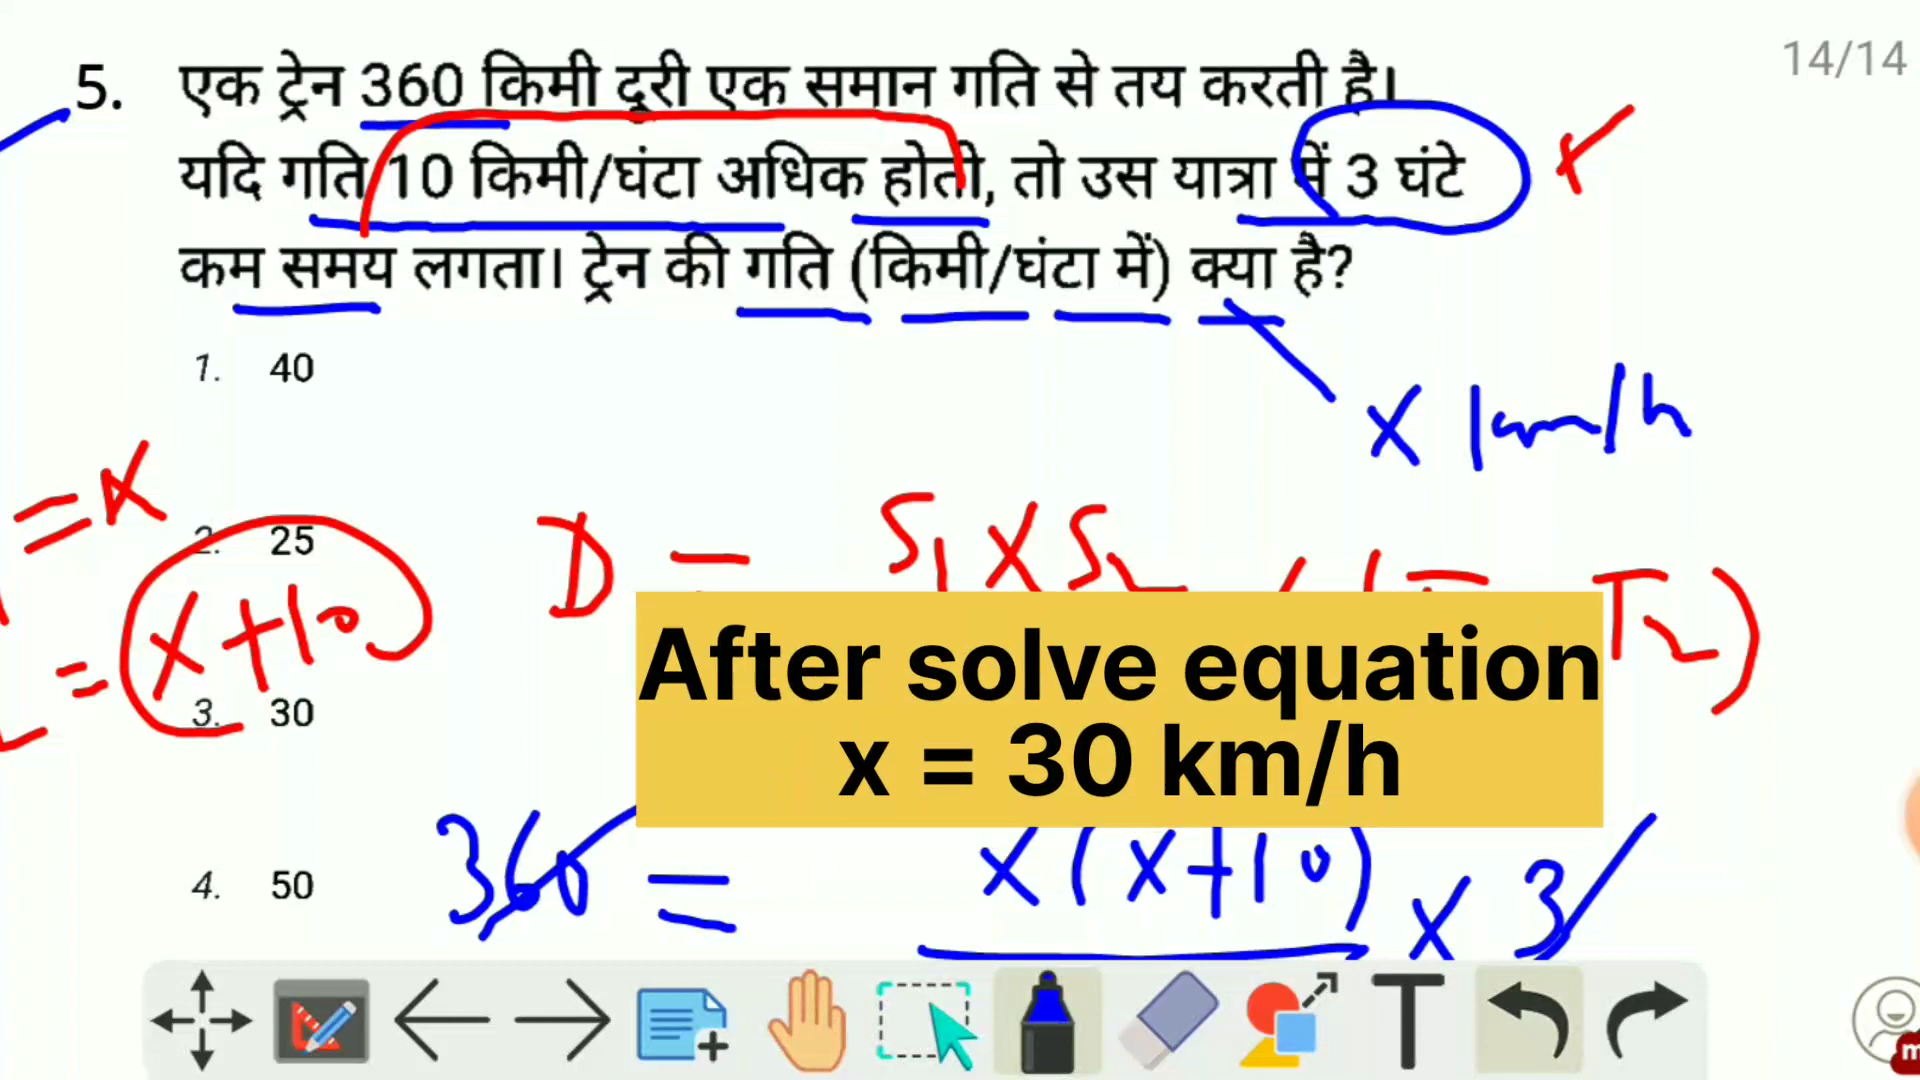 14/14
5. एक ट्रेन 360 किमी दूरी एक समान गति से तय करती है।
यदि गति 10 किमी/घंटा अधिक होती, तो उस यात्रा में 3 घंटे
कम समय लगता। ट्रेन की गति (किमी/घंटा में) क्या है?
1. 40
x km/h
= x
2. 25
D = S1 x S2
T2)
= x+10
After solve equation
x = 30 km/h
3. 30
360 = x(x+10) x 3
4. 50
T